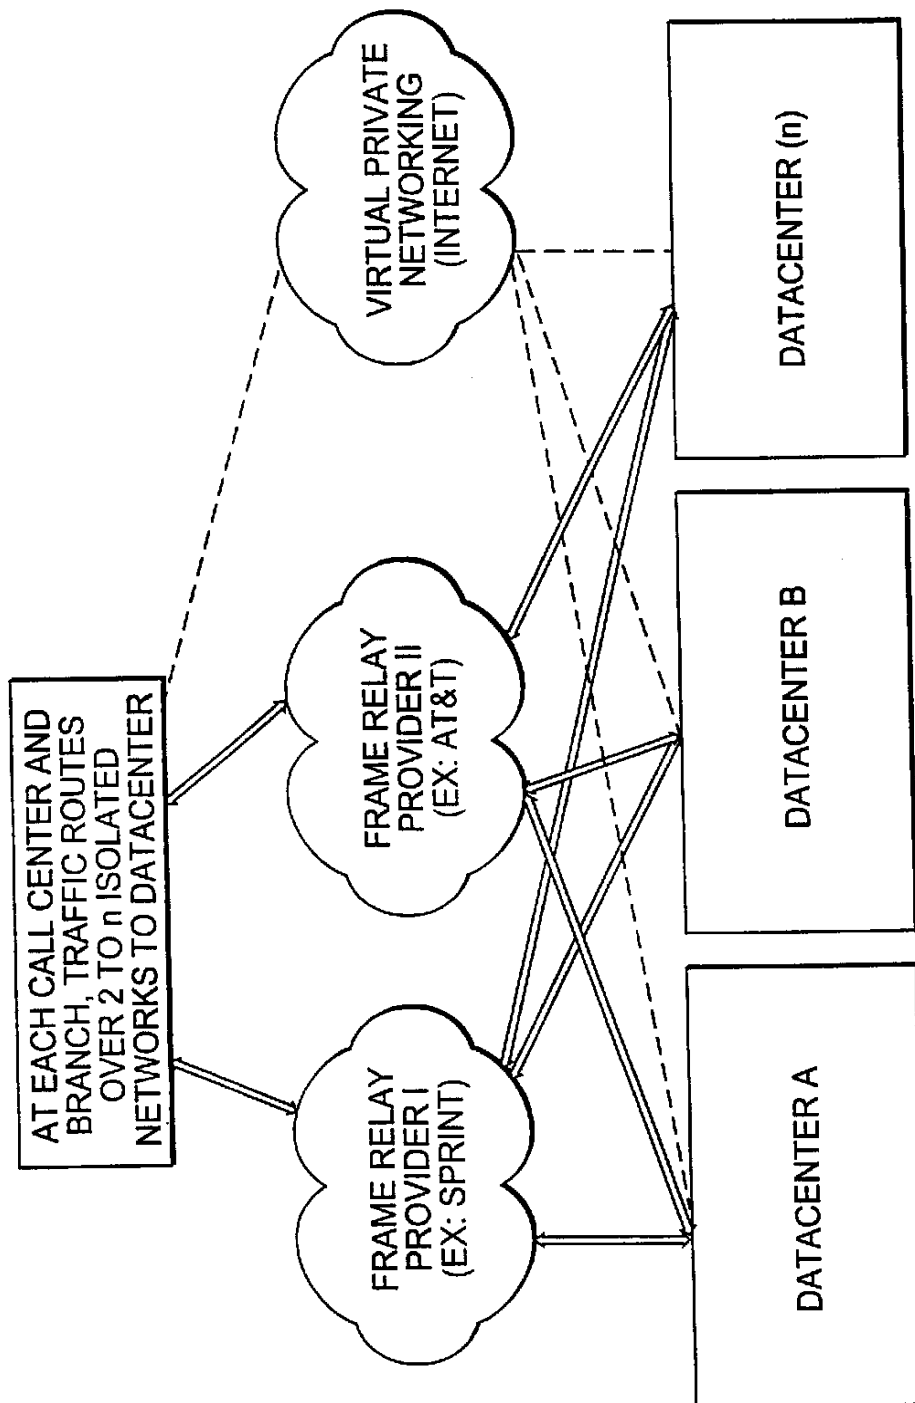 AT EACH CALL CENTER AND
BRANCH, TRAFFIC ROUTES
OVER 2 TO n ISOLATED
NETWORKS TO DATACENTER
FRAME RELAY
PROVIDER I
(EX: SPRINT)
FRAME RELAY
PROVIDER II
(EX: AT&T)
VIRTUAL PRIVATE
NETWORKING
(INTERNET)
DATACENTER A
DATACENTER B
DATACENTER (n)